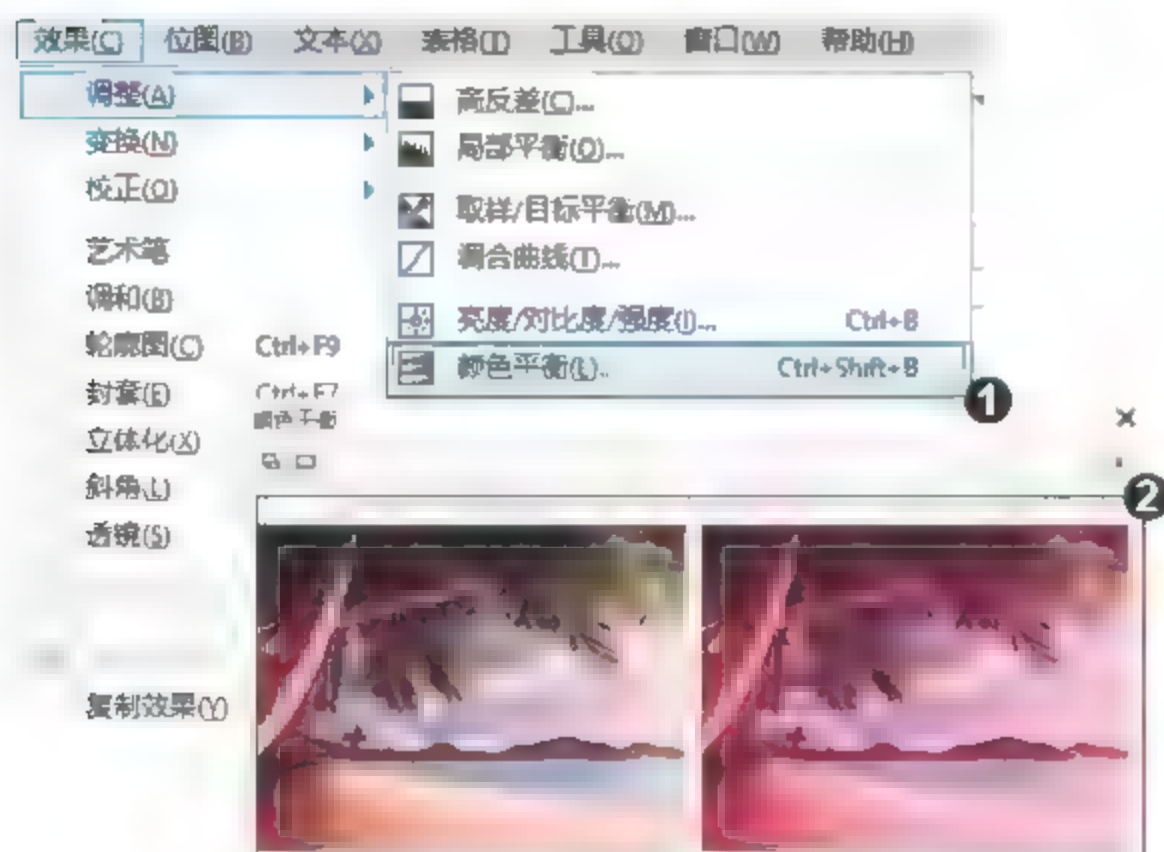 效果(C) 位图(B) 文本(X) 表格(T) 工具(O) 窗口(W) 帮助(H)
调整(A)
变换(N)
校正(O)
艺术笔
调和(B)
轮廓图(C) Ctrl+F9
封套(E) Ctrl+F7
立体化(X)
斜角(L)
透镜(S)
复制效果(Y)
高反差(C)...
局部平衡(O)...
取样/目标平衡(M)...
调合曲线(T)...
亮度/对比度/强度(I)... Ctrl+B
颜色平衡(L)... Ctrl+Shift+B
1
颜色平衡
2